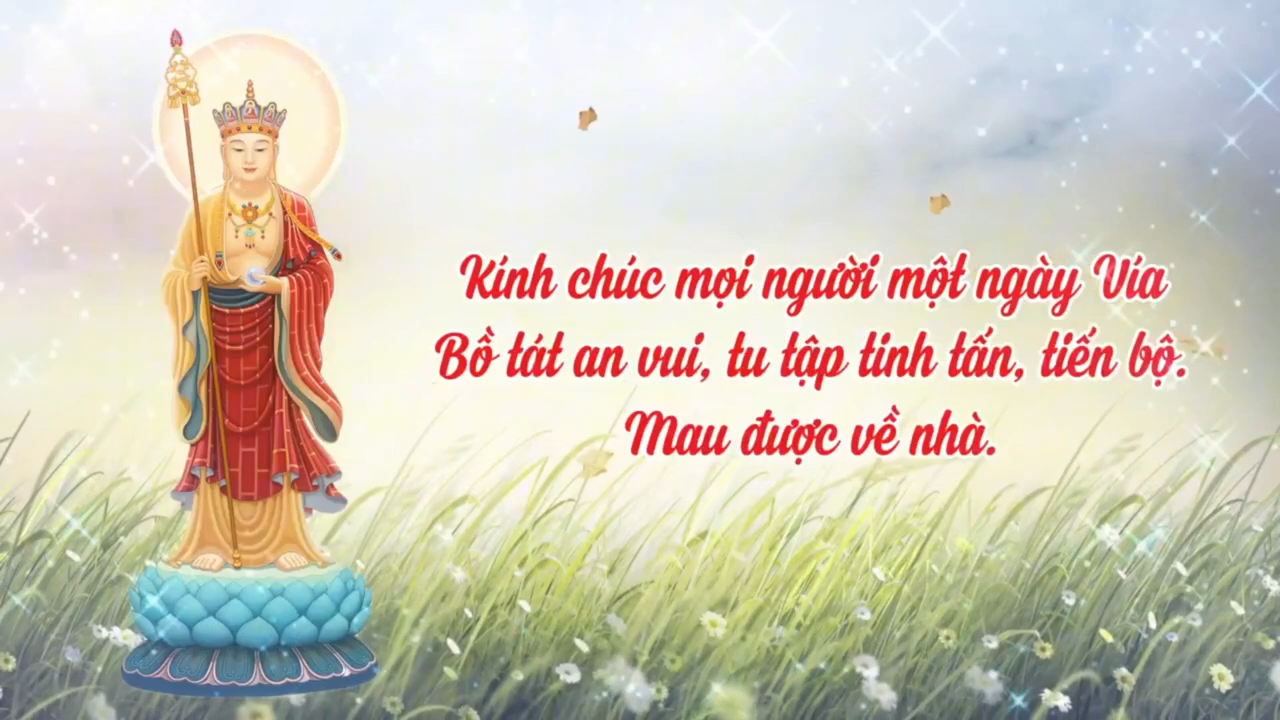 Kính chúc mọi người một ngày Vía
Bồ tát an vui, tu tập tinh tấn, tiến bộ.
Mau được về nhà.